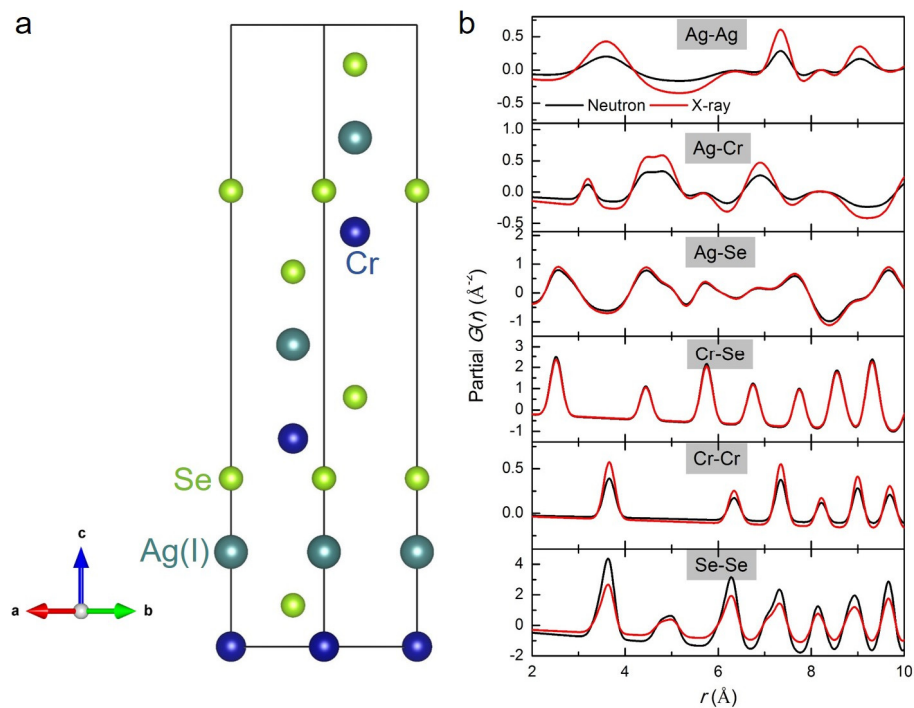 a
Cr
Se
Ag(I)
c
a
b
b
Ag-Ag
0.5
0.0
-0.5
Neutron
X-ray
1.0
Ag-Cr
0.5
0.0
-0.5
2
Ag-Se
1
0
-1
3
Cr-Se
2
1
0
-1
Cr-Cr
0.5
0.0
Se-Se
4
2
0
-2
2
4
6
8
10
Partial G(r) (Å⁻²)
r (Å)